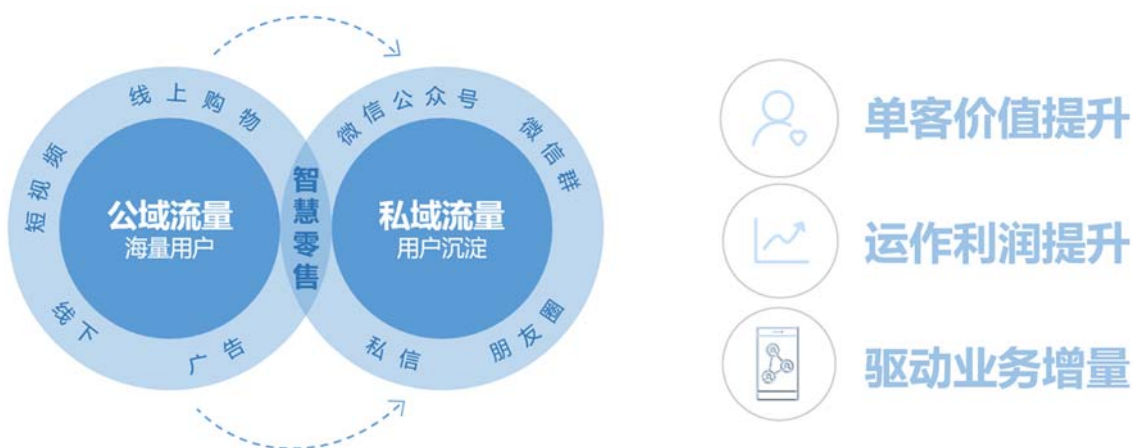 线上购物
短视频
公域流量
海量用户
线下
广告
智慧零售
微信公众号
微信群
私域流量
用户沉淀
私信
朋友圈
单客价值提升
运作利润提升
驱动业务增量